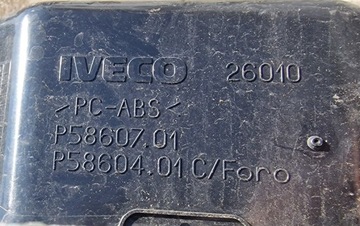 IVECO 26010
>PC-ABS<
P58607.01
P58604.01 C/Foro